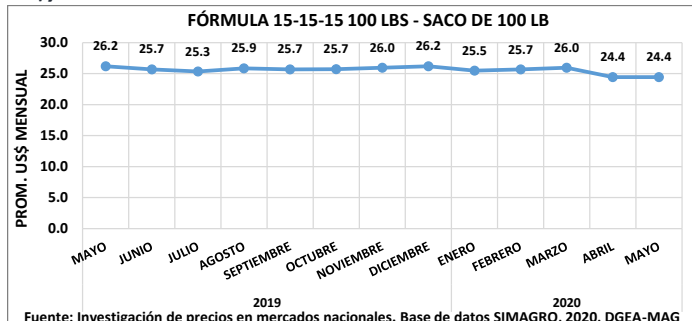 FÓRMULA 15-15-15 100 LBS - SACO DE 100 LB
PROM. US$ MENSUAL
30.0
25.0
20.0
15.0
10.0
5.0
0.0
26.2 25.7 25.3 25.9 25.7 25.7 26.0 26.2 25.5 25.7 26.0 24.4 24.4
MAYO JUNIO JULIO AGOSTO SEPTIEMBRE OCTUBRE NOVIEMBRE DICIEMBRE ENERO FEBRERO MARZO ABRIL MAYO
2019 2020
Fuente: Investigación de precios en mercados nacionales. Base de datos SIMAGRO, 2020. DGEA-MAG